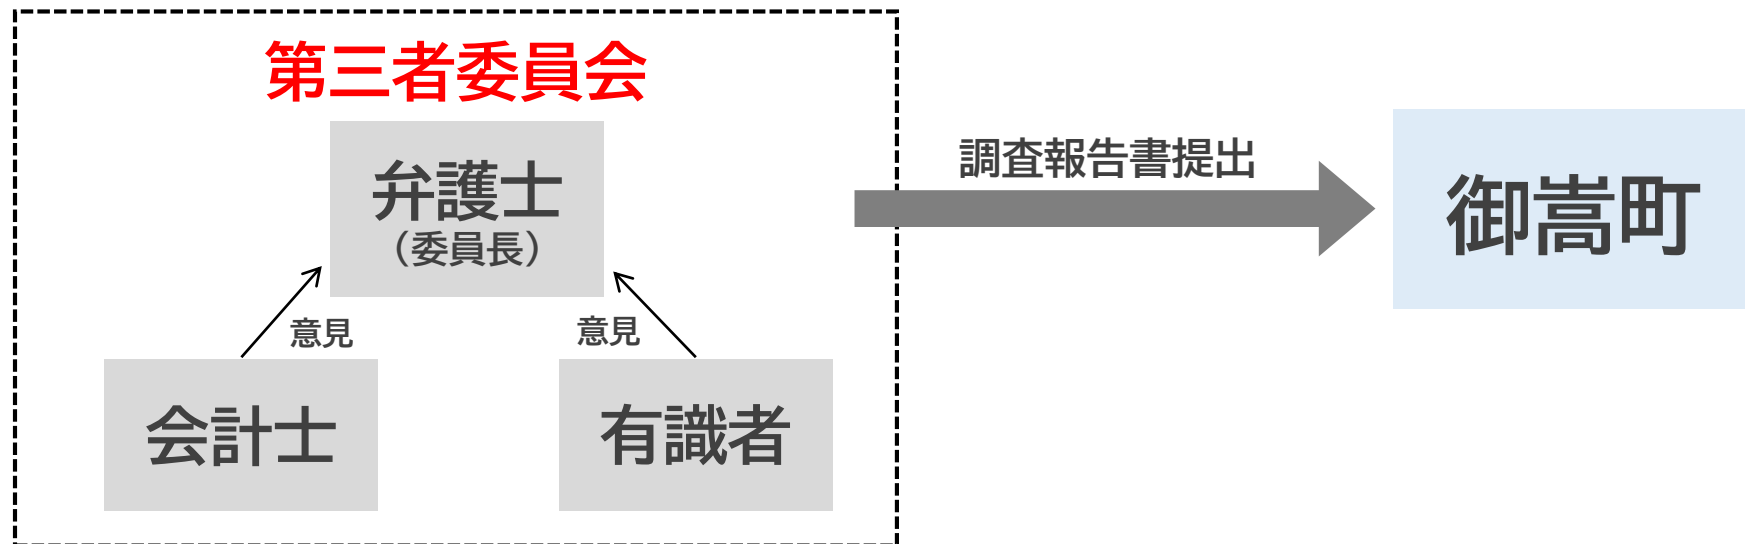 第三者委員会
弁護士
（委員長）
調査報告書提出
御嵩町
意見
意見
会計士
有識者